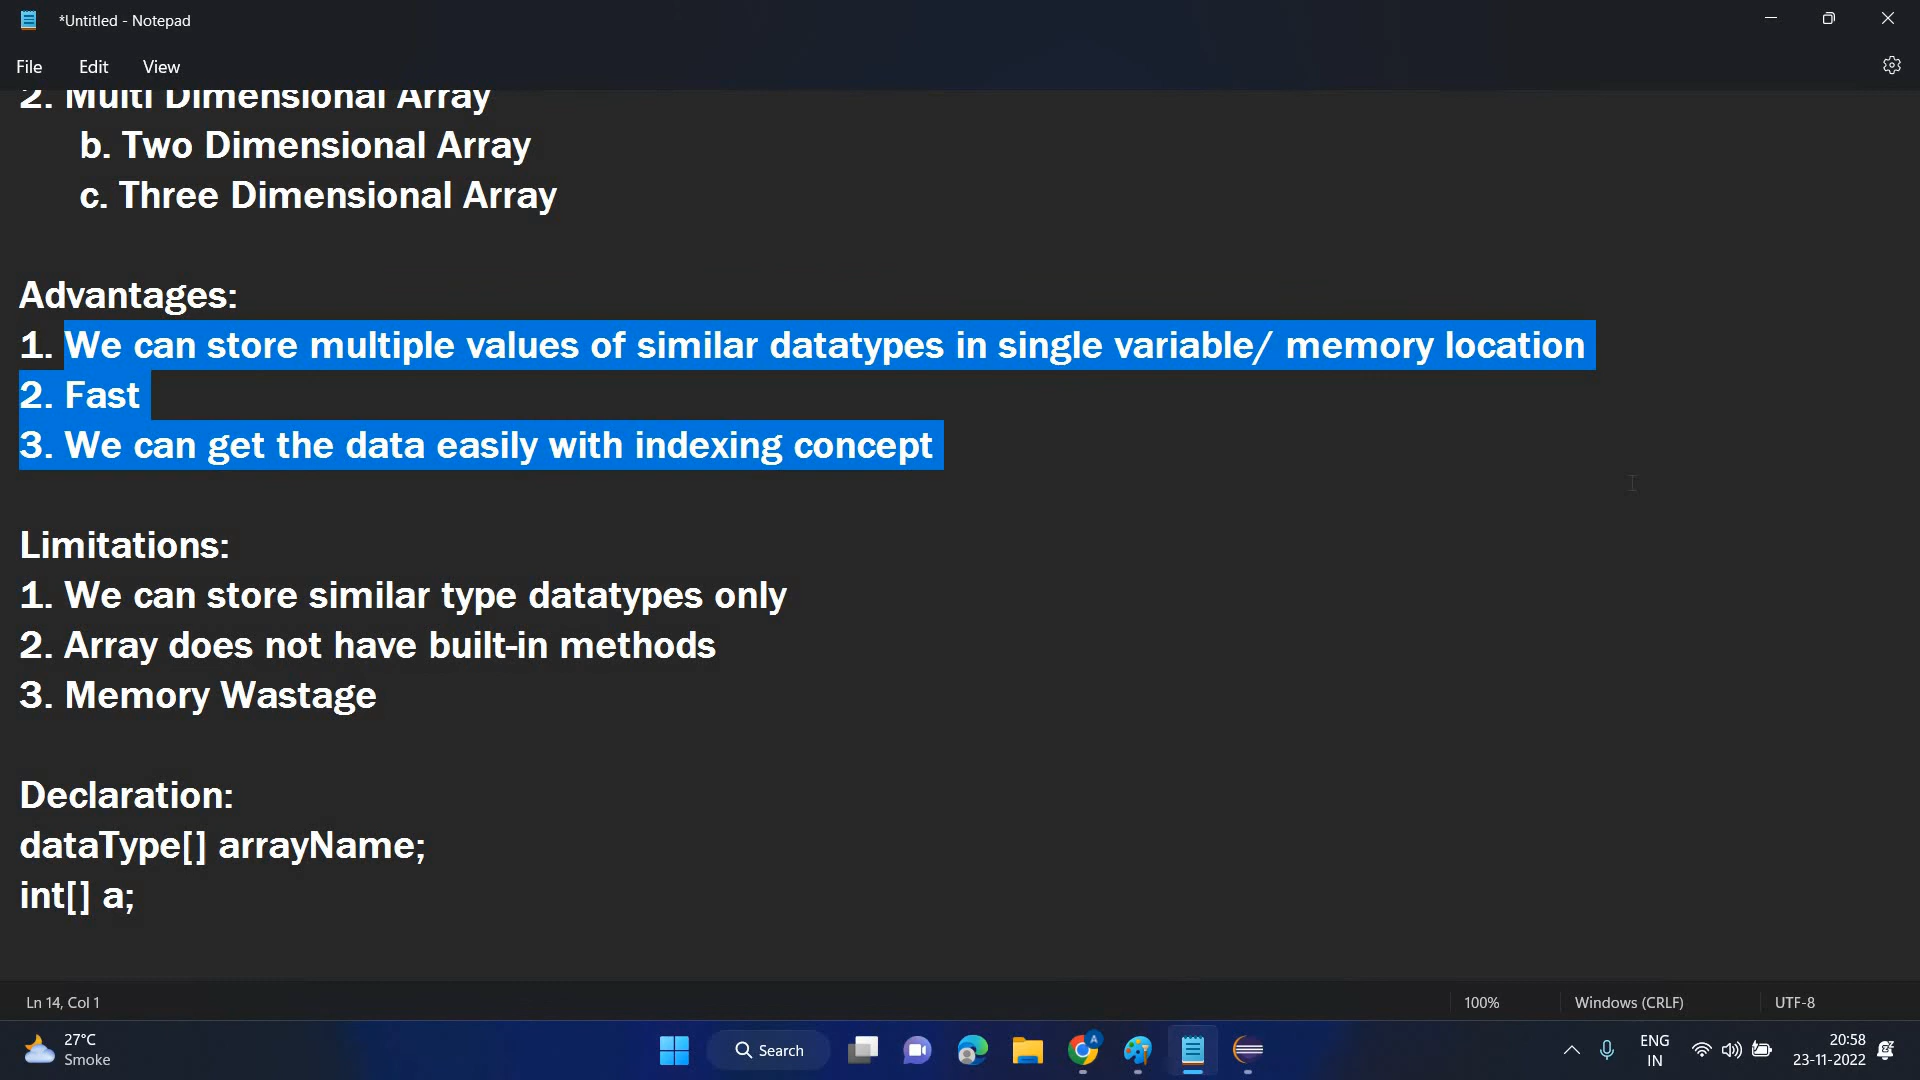 *Untitled - Notepad
File Edit View
2. Multi Dimensional Array
b. Two Dimensional Array
c. Three Dimensional Array
Advantages:
1. We can store multiple values of similar datatypes in single variable/ memory location
2. Fast
3. We can get the data easily with indexing concept
Limitations:
1. We can store similar type datatypes only
2. Array does not have built-in methods
3. Memory Wastage
Declaration:
dataType[] arrayName;
int[] a;
Ln 14, Col 1 100% Windows (CRLF) UTF-8
27°C
Smoke
Search
A
ENG
IN
20:58
23-11-2022